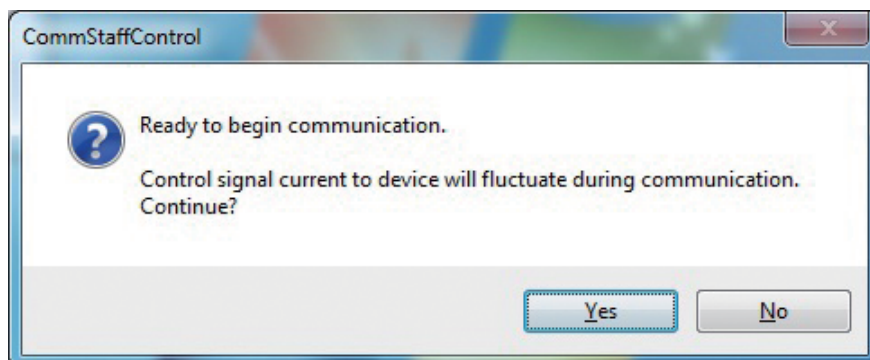 CommStaffControl
Ready to begin communication.
Control signal current to device will fluctuate during communication.
Continue?
Yes
No